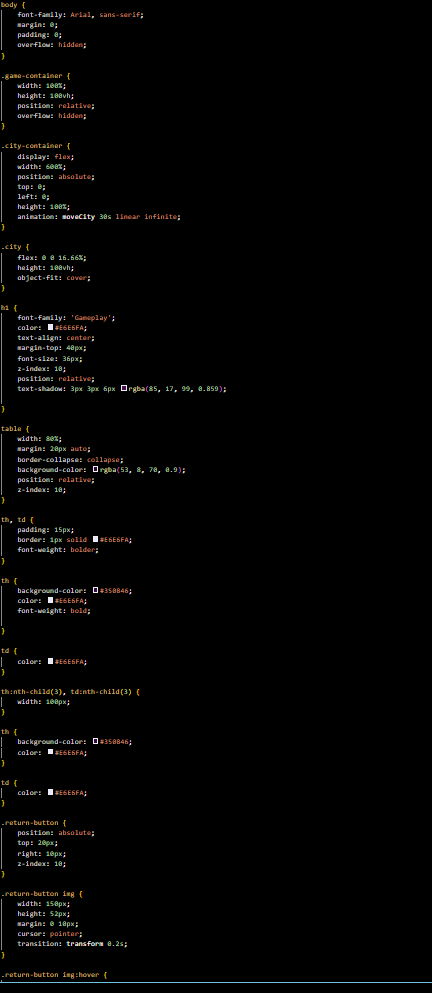 body {
    font-family: Arial, sans-serif;
    margin: 0;
    padding: 0;
    overflow: hidden;
}

.game-container {
    width: 100%;
    height: 100vh;
    position: relative;
    overflow: hidden;
}

.city-container {
    display: flex;
    width: 600%;
    position: absolute;
    top: 0;
    left: 0;
    height: 100%;
    animation: moveCity 30s linear infinite;
}

.city {
    flex: 0 0 16.66%;
    height: 100vh;
    object-fit: cover;
}

h1 {
    font-family: 'Gameplay';
    color: #E6E6FA;
    text-align: center;
    margin-top: 40px;
    font-size: 36px;
    z-index: 10;
    position: relative;
    text-shadow: 3px 3px 6px rgba(85, 17, 99, 0.859);

}

table {
    width: 80%;
    margin: 20px auto;
    border-collapse: collapse;
    background-color: rgba(53, 8, 70, 0.9);
    position: relative;
    z-index: 10;
}

th, td {
    padding: 15px;
    border: 1px solid #E6E6FA;
    font-weight: bolder;
}

th {
    background-color: #350846;
    color: #E6E6FA;
    font-weight: bold;

}

td {
    color: #E6E6FA;
}

th:nth-child(3), td:nth-child(3) {
    width: 100px;
}

th {
    background-color: #350846;
    color: #E6E6FA;
}

td {
    color: #E6E6FA;
}

.return-button {
    position: absolute;
    top: 20px;
    right: 10px;
    z-index: 10;
}

.return-button img {
    width: 150px;
    height: 52px;
    margin: 0 10px;
    cursor: pointer;
    transition: transform 0.2s;
}

.return-button img:hover {